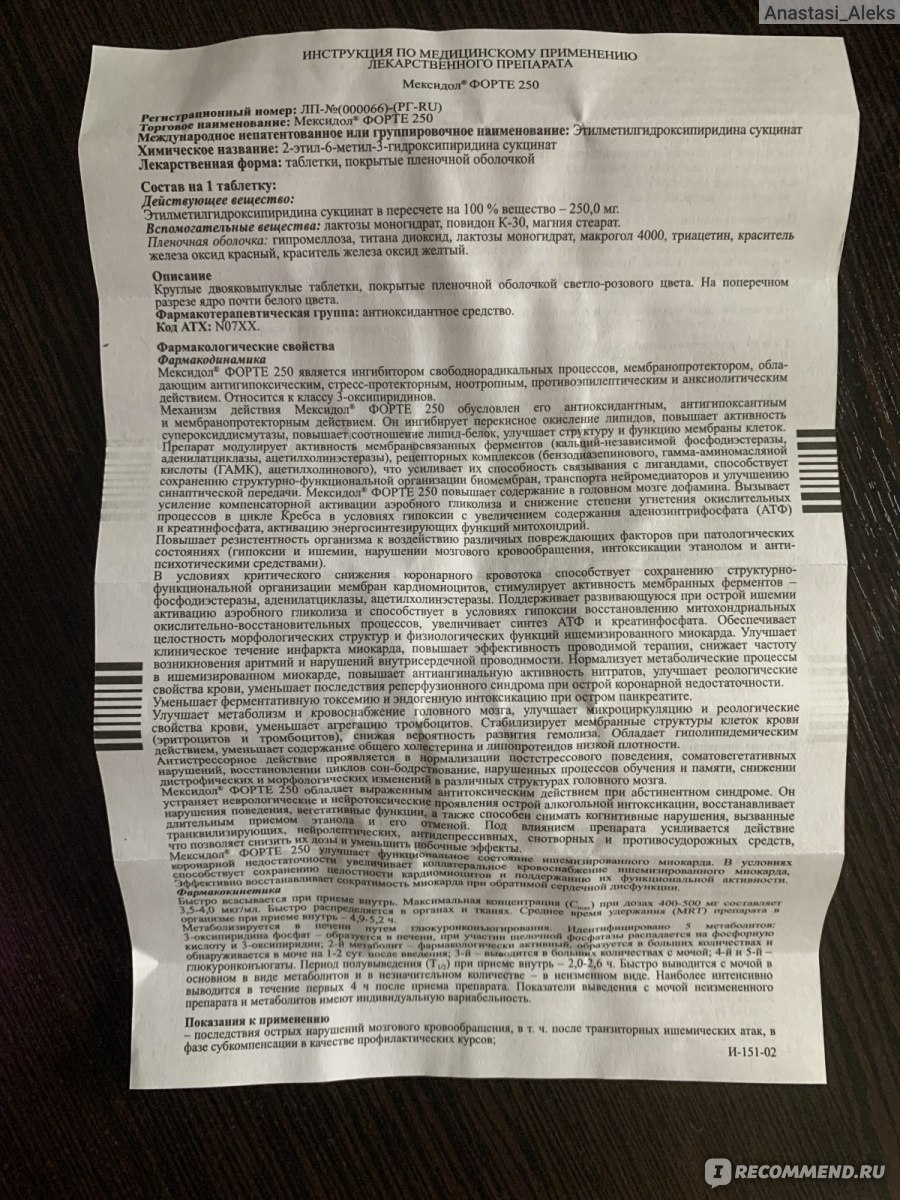 Anastasi_Aleks
ИНСТРУКЦИЯ ПО МЕДИЦИНСКОМУ ПРИМЕНЕНИЮ
ЛЕКАРСТВЕННОГО ПРЕПАРАТА
Мексидол® ФОРТЕ 250
Регистрационный номер: ЛП-№(000066)-(РГ-RU)
Торговое наименование: Мексидол® ФОРТЕ 250
Международное непатентованное или группировочное наименование: Этилметилгидроксипиридина сукцинат
Химическое название: 2-этил-6-метил-3-гидроксипиридина сукцинат
Лекарственная форма: таблетки, покрытые пленочной оболочкой
Состав на 1 таблетку:
Действующее вещество:
Этилметилгидроксипиридина сукцинат в пересчете на 100 % вещество – 250,0 мг.
Вспомогательные вещества: лактозы моногидрат, повидон К-30, магния стеарат.
Пленочная оболочка: гипромеллоза, титана диоксид, лактозы моногидрат, макрогол 4000, триацетин, краситель
железа оксид красный, краситель железа оксид желтый.
Описание
Круглые двояковыпуклые таблетки, покрытые пленочной оболочкой светло-розового цвета. На поперечном
разрезе ядро почти белого цвета.
Фармакотерапевтическая группа: антиоксидантное средство.
Код АТХ: N07XX.
Фармакологические свойства
Фармакодинамика
Мексидол® ФОРТЕ 250 является ингибитором свободнорадикальных процессов, мембранопротектором, обла-
дающим антигипоксическим, стресс-протекторным, ноотропным, противоэпилептическим и анксиолитическим
действием. Относится к классу 3-оксипиридинов.
Механизм действия Мексидол® ФОРТЕ 250 обусловлен его антиоксидантным, антигипоксантным
и мембранопротекторным действием. Он ингибирует перекисное окисление липидов, повышает активность
супероксиддисмутазы, повышает соотношение липид-белок, улучшает структуру и функцию мембраны клеток.
Препарат модулирует активность мембраносвязанных ферментов (кальций-независимой фосфодиэстеразы,
аденилатциклазы, ацетилхолинэстеразы), рецепторных комплексов (бензодиазепинового, гамма-аминомасляной
кислоты (ГАМК), ацетилхолинового), что усиливает их способность связывания с лигандами, способствует
сохранению структурно-функциональной организации биомембран, транспорта нейромедиаторов и улучшению
синаптической передачи. Мексидол® ФОРТЕ 250 повышает содержание в головном мозге дофамина. Вызывает
усиление компенсаторной активации аэробного гликолиза и снижение степени угнетения окислительных
процессов в цикле Кребса в условиях гипоксии с увеличением содержания аденозинтрифосфата (АТФ)
и креатинфосфата, активацию энергосинтезирующих функций митохондрий.
Повышает резистентность организма к воздействию различных повреждающих факторов при патологических
состояниях (гипоксии и ишемии, нарушении мозгового кровообращения, интоксикации этанолом и анти-
психотическими средствами).
В условиях критического снижения коронарного кровотока способствует сохранению структурно-
функциональной организации мембран кардиомиоцитов, стимулирует активность мембранных ферментов –
фосфодиэстеразы, аденилатциклазы, ацетилхолинэстеразы. Поддерживает развивающуюся при острой ишемии
активацию аэробного гликолиза и способствует в условиях гипоксии восстановлению митохондриальных
окислительно-восстановительных процессов, увеличивает синтез АТФ и креатинфосфата. Обеспечивает
целостность морфологических структур и физиологических функций ишемизированного миокарда. Улучшает
клиническое течение инфаркта миокарда, повышает эффективность проводимой терапии, снижает частоту
возникновения аритмий и нарушений внутрисердечной проводимости. Нормализует метаболические процессы
в ишемизированном миокарде, повышает антиангинальную активность нитратов, улучшает реологические
свойства крови, уменьшает последствия реперфузионного синдрома при острой коронарной недостаточности.
Уменьшает ферментативную токсемию и эндогенную интоксикацию при остром панкреатите.
Улучшает метаболизм и кровоснабжение головного мозга, улучшает микроциркуляцию и реологические
свойства крови, уменьшает агрегацию тромбоцитов. Стабилизирует мембранные структуры клеток крови
(эритроцитов и тромбоцитов), снижая вероятность развития гемолиза. Обладает гиполипидемическим
действием, уменьшает содержание общего холестерина и липопротеидов низкой плотности.
Антистрессорное действие проявляется в нормализации постстрессового поведения, соматовегетативных
нарушений, восстановлении циклов сон-бодрствование, нарушенных процессов обучения и памяти, снижении
дистрофических и морфологических изменений в различных структурах головного мозга.
Мексидол® ФОРТЕ 250 обладает выраженным антитоксическим действием при абстинентном синдроме. Он
устраняет неврологические и нейротоксические проявления острой алкогольной интоксикации, восстанавливает
нарушения поведения, вегетативные функции, а также способен снимать когнитивные нарушения, вызванные
длительным приемом этанола и его отменой. Под влиянием препарата усиливается действие
транквилизирующих, нейролептических, антидепрессивных, снотворных и противосудорожных средств,
что позволяет снизить их дозы и уменьшить побочные эффекты.
Мексидол® ФОРТЕ 250 улучшает функциональное состояние ишемизированного миокарда. В условиях
коронарной недостаточности увеличивает коллатеральное кровоснабжение ишемизированного миокарда,
способствует сохранению целостности кардиомиоцитов и поддержанию их функциональной активности.
Эффективно восстанавливает сократимость миокарда при обратимой сердечной дисфункции.
Фармакокинетика
Быстро всасывается при приеме внутрь. Максимальная концентрация (Cmax) при дозах 400-500 мг составляет
3,5-4,0 мкг/мл. Быстро распределяется в органах и тканях. Среднее время удержания (MRT) препарата в
организме при приеме внутрь – 4,9-5,2 ч.
Метаболизируется в печени путем глюкуронконъюгирования. Идентифицировано 5 метаболитов:
3-оксипиридина фосфат – образуется в печени, при участии щелочной фосфатазы распадается на фосфорную
кислоту и 3-оксипиридин; 2-й метаболит – фармакологически активный, образуется в больших количествах и
обнаруживается в моче на 1-2 сут. после введения; 3-й – выводится в больших количествах с мочой; 4-й и 5-й –
глюкуронконъюгаты. Период полувыведения (T1/2) при приеме внутрь – 2,0-2,6 ч. Быстро выводится с мочой в
основном в виде метаболитов и в незначительном количестве – в неизменном виде. Наиболее интенсивно
выводится в течение первых 4 ч после приема препарата. Показатели выведения с мочой неизмененного
препарата и метаболитов имеют индивидуальную вариабельность.
Показания к применению
– последствия острых нарушений мозгового кровообращения, в т. ч. после транзиторных ишемических атак, в
фазе субкомпенсации в качестве профилактических курсов;
И-151-02
IRECOMMEND.RU